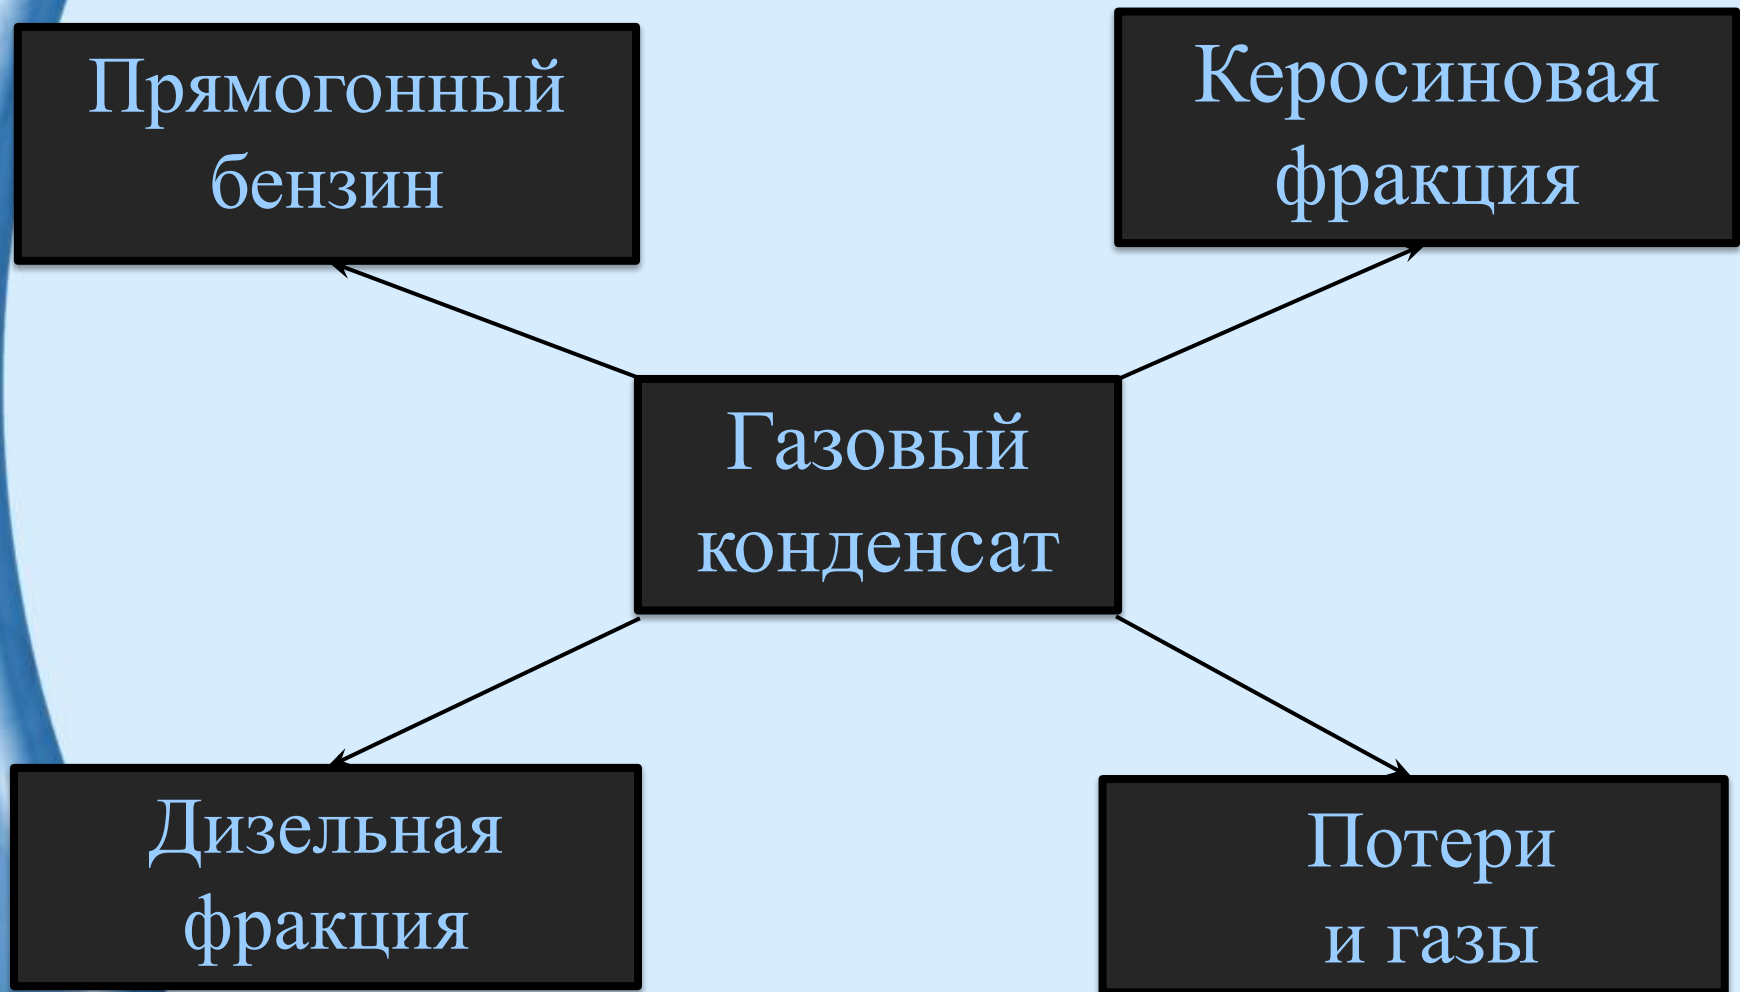 Прямогонный
бензин
Керосиновая
фракция
Газовый
конденсат
Дизельная
фракция
Потери
и газы